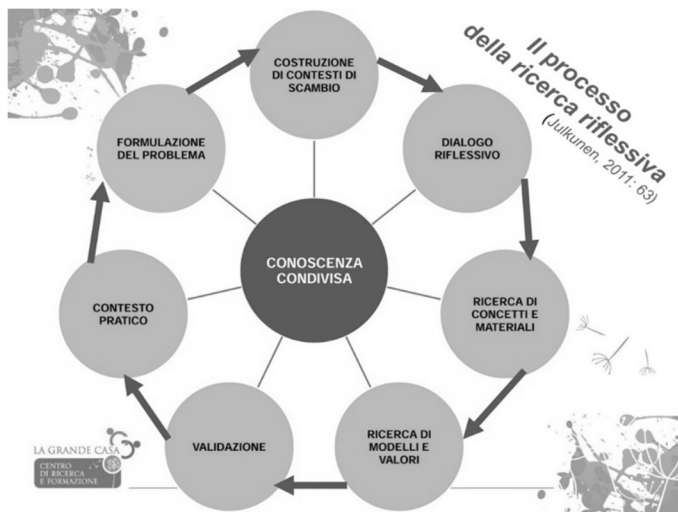 Il processo
della ricerca riflessiva
(Julkunen, 2011: 63)
COSTRUZIONE
DI CONTESTI DI
SCAMBIO
DIALOGO
RIFLESSIVO
RICERCA DI
CONCETTI E
MATERIALI
RICERCA DI
MODELLI E
VALORI
VALIDAZIONE
CONTESTO
PRATICO
FORMULAZIONE
DEL PROBLEMA
CONOSCENZA
CONDIVISA
LA GRANDE CASA
CENTRO
DI RICERCA
E FORMAZIONE